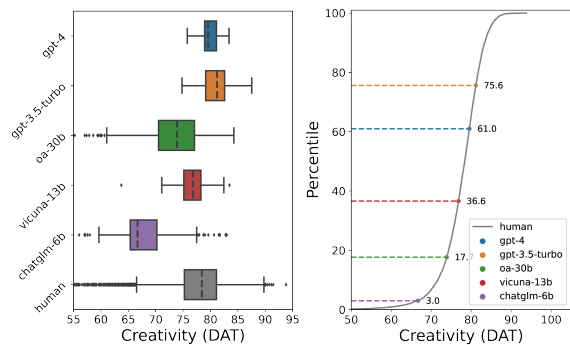 gpt-4
gpt-3.5-turbo
oa-30b
vicuna-13b
chatglm-6b
human
55 60 65 70 75 80 85 90 95
Creativity (DAT)
Percentile
100
80
60
40
20
0
75.6
61.0
36.6
17.7
3.0
human
gpt-4
gpt-3.5-turbo
oa-30b
vicuna-13b
chatglm-6b
50 60 70 80 90 100
Creativity (DAT)